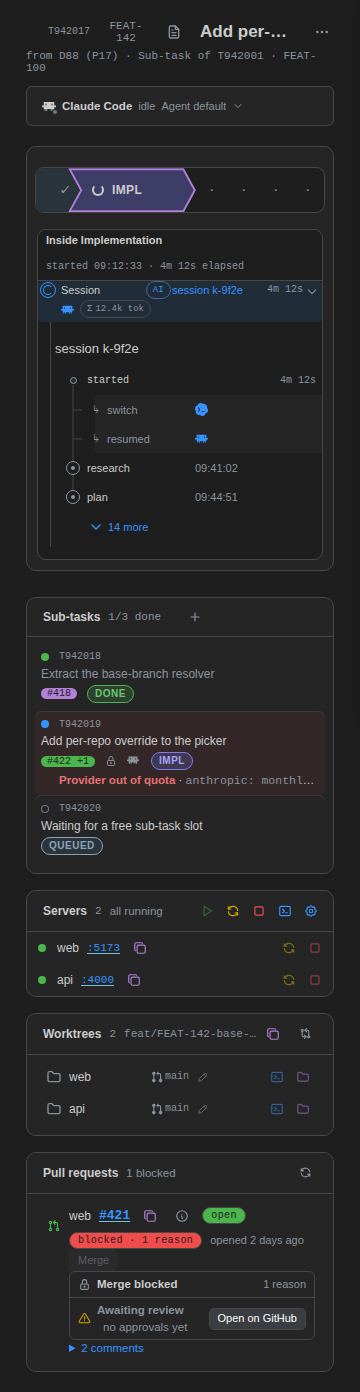 T942017 FEAT-142 Add per-…
from D88 (P17) · Sub-task of T942001 · FEAT-100
Claude Code idle Agent default
✓ IMPL
Inside Implementation
started 09:12:33 · 4m 12s elapsed
Session AI session k-9f2e 4m 12s
Σ 12.4k tok
session k-9f2e
started 4m 12s
↳ switch
↳ resumed
research 09:41:02
plan 09:44:51
14 more
Sub-tasks 1/3 done +
T942018
Extract the base-branch resolver
#418 DONE
T942019
Add per-repo override to the picker
#422 +1 IMPL
Provider out of quota · anthropic: monthl…
T942020
Waiting for a free sub-task slot
QUEUED
Servers 2 all running
web :5173
api :4000
Worktrees 2 feat/FEAT-142-base-…
web main
api main
Pull requests 1 blocked
web #421 open
blocked · 1 reason opened 2 days ago
Merge
Merge blocked 1 reason
Awaiting review
no approvals yet
Open on GitHub
2 comments